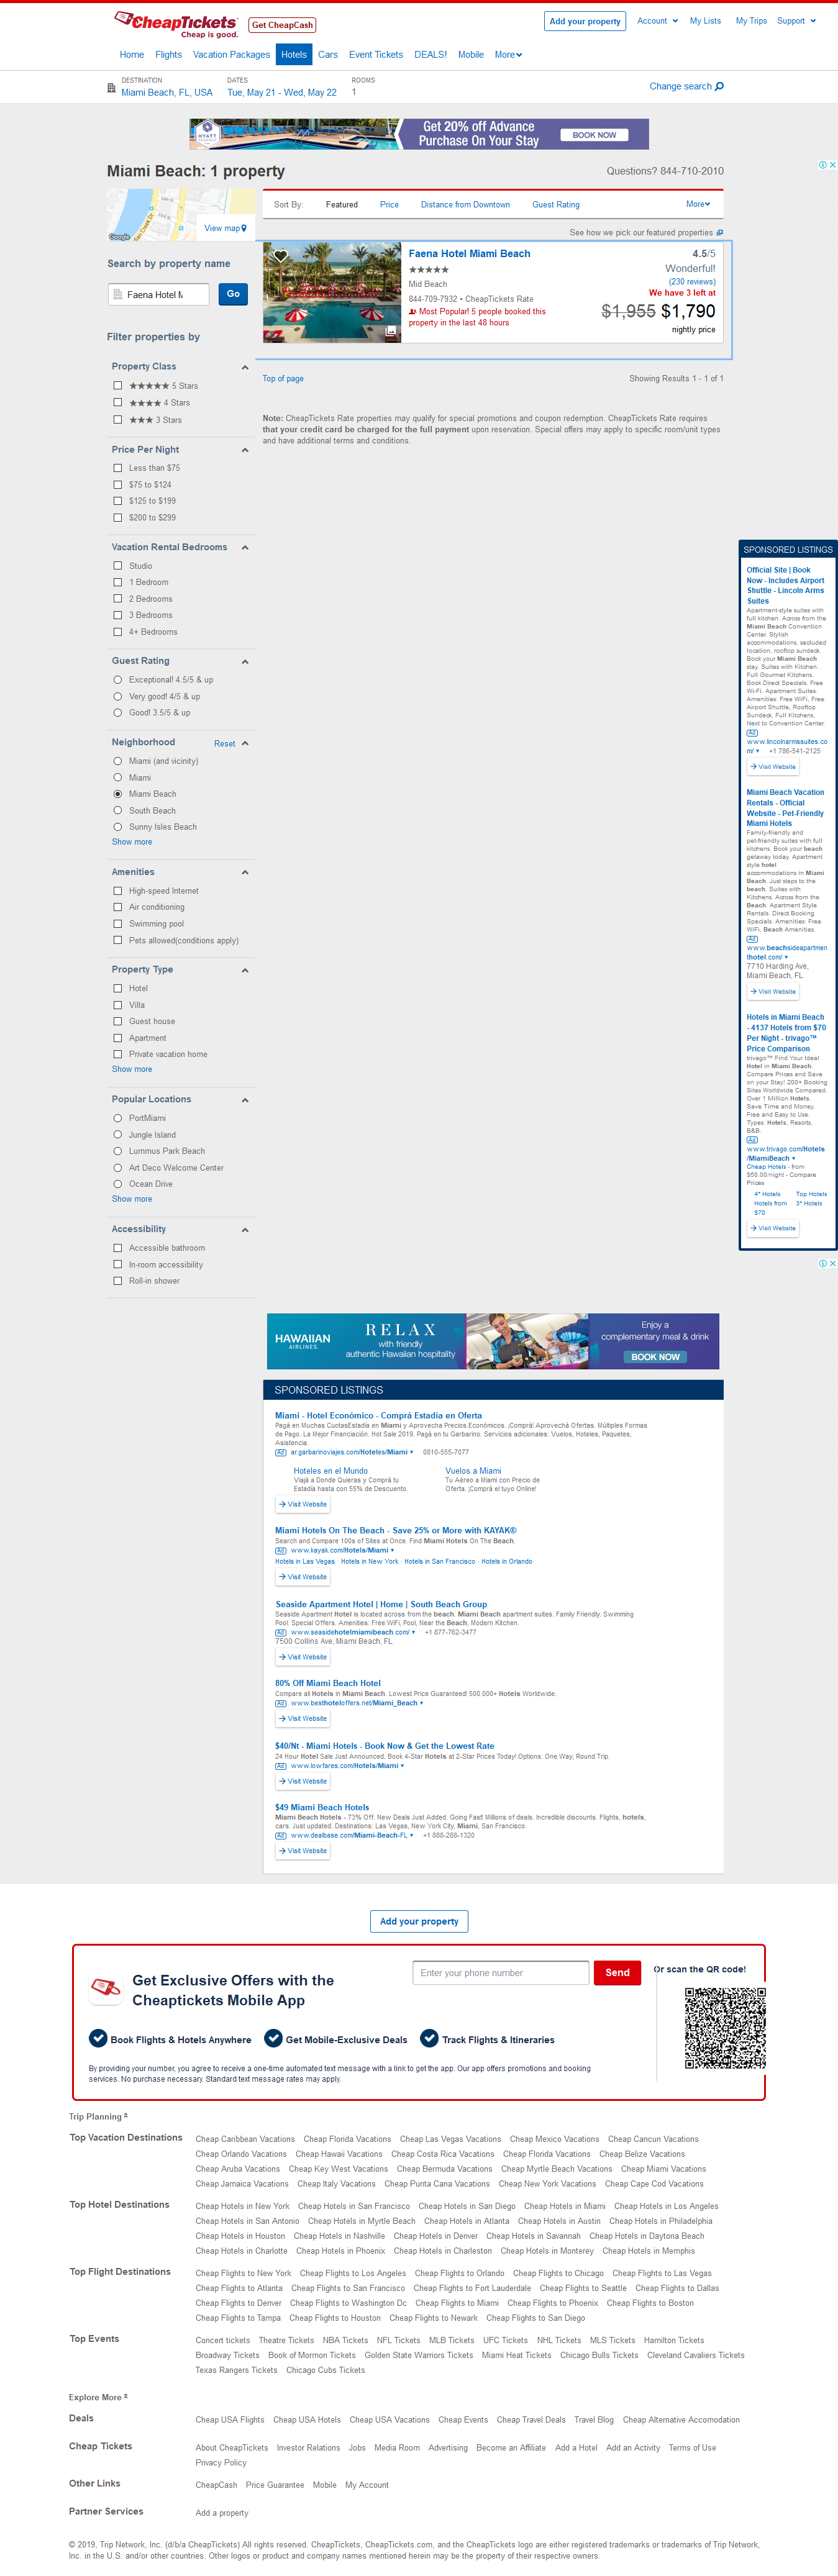 CheapTickets
Cheap is good.
Get CheapCash
Add your property
Account
My Lists
My Trips
Support
Home
Flights
Vacation Packages
Hotels
Cars
Event Tickets
DEALS!
Mobile
More
DESTINATION
Miami Beach, FL, USA
DATES
Tue, May 21 - Wed, May 22
ROOMS
1
Change search
HYATT
Get 20% off Advance
Purchase On Your Stay
BOOK NOW
Miami Beach: 1 property
Questions? 844-710-2010
Google
View map
Search by property name
Faena Hotel M
Go
Filter properties by
Property Class
5 Stars
4 Stars
3 Stars
Price Per Night
Less than $75
$75 to $124
$125 to $199
$200 to $299
Vacation Rental Bedrooms
Studio
1 Bedroom
2 Bedrooms
3 Bedrooms
4+ Bedrooms
Guest Rating
Exceptional! 4.5/5 & up
Very good! 4/5 & up
Good! 3.5/5 & up
Neighborhood
Reset
Miami (and vicinity)
Miami
Miami Beach
South Beach
Sunny Isles Beach
Show more
Amenities
High-speed Internet
Air conditioning
Swimming pool
Pets allowed(conditions apply)
Property Type
Hotel
Villa
Guest house
Apartment
Private vacation home
Show more
Popular Locations
PortMiami
Jungle Island
Lummus Park Beach
Art Deco Welcome Center
Ocean Drive
Show more
Accessibility
Accessible bathroom
In-room accessibility
Roll-in shower
Sort By:
Featured
Price
Distance from Downtown
Guest Rating
More
See how we pick our featured properties
Faena Hotel Miami Beach
Mid Beach
844-709-7932 • CheapTickets Rate
Most Popular! 5 people booked this
property in the last 48 hours
4.5/5
Wonderful!
(230 reviews)
We have 3 left at
$1,955 $1,790
nightly price
Top of page
Showing Results 1 - 1 of 1
Note: CheapTickets Rate properties may qualify for special promotions and coupon redemption. CheapTickets Rate requires
that your credit card be charged for the full payment upon reservation. Special offers may apply to specific room/unit types
and have additional terms and conditions.
SPONSORED LISTINGS
Official Site | Book
Now - Includes Airport
Shuttle - Lincoln Arms
Suites
Apartment-style suites with
full kitchen. Across from the
Miami Beach Convention
Center. Stylish
accommodations, secluded
location, rooftop sundeck.
Book your Miami Beach
stay. Suites with Kitchen.
Full Gourmet Kitchens.
Book Direct Specials. Free
Wi-Fi. Apartment Suites.
Amenities: Free WiFi, Free
Airport Shuttle, Rooftop
Sundeck, Full Kitchens,
Next to Convention Center.
Ad
www.lincolnarmssuites.co
m/
+1 786-541-2125
Visit Website
Miami Beach Vacation
Rentals - Official
Website - Pet-Friendly
Miami Hotels
Family-friendly and
pet-friendly suites with full
kitchens. Book your beach
getaway today. Apartment
style hotel
accommodations in Miami
Beach. Just steps to the
beach. Suites with
Kitchens. Across from the
Beach. Apartment Style
Rentals. Direct Booking
Specials. Amenities: Free
WiFi, Beach Amenities.
Ad
www.beachsideapartmen
thotel.com/
7710 Harding Ave,
Miami Beach, FL
Visit Website
Hotels in Miami Beach
- 4137 Hotels from $70
Per Night - trivago™
Price Comparison
trivago™ Find Your Ideal
Hotel in Miami Beach.
Compare Prices and Save
on your Stay! 200+ Booking
Sites Worldwide Compared.
Over 1 Million Hotels.
Save Time and Money.
Free and Easy to Use.
Types: Hotels, Resorts,
B&B.
Ad
www.trivago.com/Hotels
/MiamiBeach
Cheap Hotels - from
$50.00/night - Compare
Prices
4* Hotels
Top Hotels
Hotels from
3* Hotels
$70
Visit Website
HAWAIIAN
AIRLINES.
RELAX
with friendly
authentic Hawaiian hospitality
Enjoy a
complementary meal & drink
BOOK NOW
SPONSORED LISTINGS
Miami - Hotel Económico - Comprá Estadía en Oferta
Pagá en Muchas CuotasEstadía en Miami y Aprovecha Precios Económicos. ¡Comprá! Aprovechá Ofertas. Múltiples Formas
de Pago. La Mejor Financiación. Hot Sale 2019. Pagá en tu Garbarino. Servicios adicionales: Vuelos, Hoteles, Paquetes,
Asistencia.
Ad ar.garbarinoviajes.com/Hoteles/Miami 0810-555-7077
Hoteles en el Mundo
Viajá a Donde Quieras y Comprá tu
Estadía hasta con 55% de Descuento.
Vuelos a Miami
Tu Aéreo a Miami con Precio de
Oferta. ¡Comprá el tuyo Online!
Visit Website
Miami Hotels On The Beach - Save 25% or More with KAYAK®
Search and Compare 100s of Sites at Once. Find Miami Hotels On The Beach.
Ad www.kayak.com/Hotels/Miami
Hotels in Las Vegas · Hotels in New York · Hotels in San Francisco · Hotels in Orlando
Visit Website
Seaside Apartment Hotel | Home | South Beach Group
Seaside Apartment Hotel is located across from the beach. Miami Beach apartment suites. Family Friendly. Swimming
Pool. Special Offers. Amenities: Free WiFi, Pool, Near the Beach, Modern Kitchen.
Ad www.seasidehotelmiamibeach.com/ +1 877-762-3477
7500 Collins Ave, Miami Beach, FL
Visit Website
80% Off Miami Beach Hotel
Compare all Hotels in Miami Beach. Lowest Price Guaranteed! 500.000+ Hotels Worldwide.
Ad www.besthoteloffers.net/Miami_Beach
Visit Website
$40/Nt - Miami Hotels - Book Now & Get the Lowest Rate
24 Hour Hotel Sale Just Announced. Book 4-Star Hotels at 2-Star Prices Today! Options: One Way, Round Trip.
Ad www.lowfares.com/Hotels/Miami
Visit Website
$49 Miami Beach Hotels
Miami Beach Hotels - 73% Off. New Deals Just Added. Going Fast! Millions of deals. Incredible discounts. Flights, hotels,
cars. Just updated. Destinations: Las Vegas, New York City, Miami, San Francisco.
Ad www.dealbase.com/Miami-Beach-FL +1 888-288-1320
Visit Website
Add your property
Get Exclusive Offers with the
Cheaptickets Mobile App
Enter your phone number
Send
Or scan the QR code!
Book Flights & Hotels Anywhere
Get Mobile-Exclusive Deals
Track Flights & Itineraries
By providing your number, you agree to receive a one-time automated text message with a link to get the app. Our app offers promotions and booking
services. No purchase necessary. Standard text message rates may apply.
Trip Planning
Top Vacation Destinations
Cheap Caribbean Vacations Cheap Florida Vacations Cheap Las Vegas Vacations Cheap Mexico Vacations Cheap Cancun Vacations
Cheap Orlando Vacations Cheap Hawaii Vacations Cheap Costa Rica Vacations Cheap Florida Vacations Cheap Belize Vacations
Cheap Aruba Vacations Cheap Key West Vacations Cheap Bermuda Vacations Cheap Myrtle Beach Vacations Cheap Miami Vacations
Cheap Jamaica Vacations Cheap Italy Vacations Cheap Punta Cana Vacations Cheap New York Vacations Cheap Cape Cod Vacations
Top Hotel Destinations
Cheap Hotels in New York Cheap Hotels in San Francisco Cheap Hotels in San Diego Cheap Hotels in Miami Cheap Hotels in Los Angeles
Cheap Hotels in San Antonio Cheap Hotels in Myrtle Beach Cheap Hotels in Atlanta Cheap Hotels in Austin Cheap Hotels in Philadelphia
Cheap Hotels in Houston Cheap Hotels in Nashville Cheap Hotels in Denver Cheap Hotels in Savannah Cheap Hotels in Daytona Beach
Cheap Hotels in Charlotte Cheap Hotels in Phoenix Cheap Hotels in Charleston Cheap Hotels in Monterey Cheap Hotels in Memphis
Top Flight Destinations
Cheap Flights to New York Cheap Flights to Los Angeles Cheap Flights to Orlando Cheap Flights to Chicago Cheap Flights to Las Vegas
Cheap Flights to Atlanta Cheap Flights to San Francisco Cheap Flights to Fort Lauderdale Cheap Flights to Seattle Cheap Flights to Dallas
Cheap Flights to Denver Cheap Flights to Washington Dc Cheap Flights to Miami Cheap Flights to Phoenix Cheap Flights to Boston
Cheap Flights to Tampa Cheap Flights to Houston Cheap Flights to Newark Cheap Flights to San Diego
Top Events
Concert tickets Theatre Tickets NBA Tickets NFL Tickets MLB Tickets UFC Tickets NHL Tickets MLS Tickets Hamilton Tickets
Broadway Tickets Book of Mormon Tickets Golden State Warriors Tickets Miami Heat Tickets Chicago Bulls Tickets Cleveland Cavaliers Tickets
Texas Rangers Tickets Chicago Cubs Tickets
Explore More
Deals
Cheap USA Flights Cheap USA Hotels Cheap USA Vacations Cheap Events Cheap Travel Deals Travel Blog Cheap Alternative Accomodation
Cheap Tickets
About CheapTickets Investor Relations Jobs Media Room Advertising Become an Affiliate Add a Hotel Add an Activity Terms of Use
Privacy Policy
Other Links
CheapCash Price Guarantee Mobile My Account
Partner Services
Add a property
© 2019, Trip Network, Inc. (d/b/a CheapTickets) All rights reserved. CheapTickets, CheapTickets.com, and the CheapTickets logo are either registered trademarks or trademarks of Trip Network,
Inc. in the U.S. and/or other countries. Other logos or product and company names mentioned herein may be the property of their respective owners.